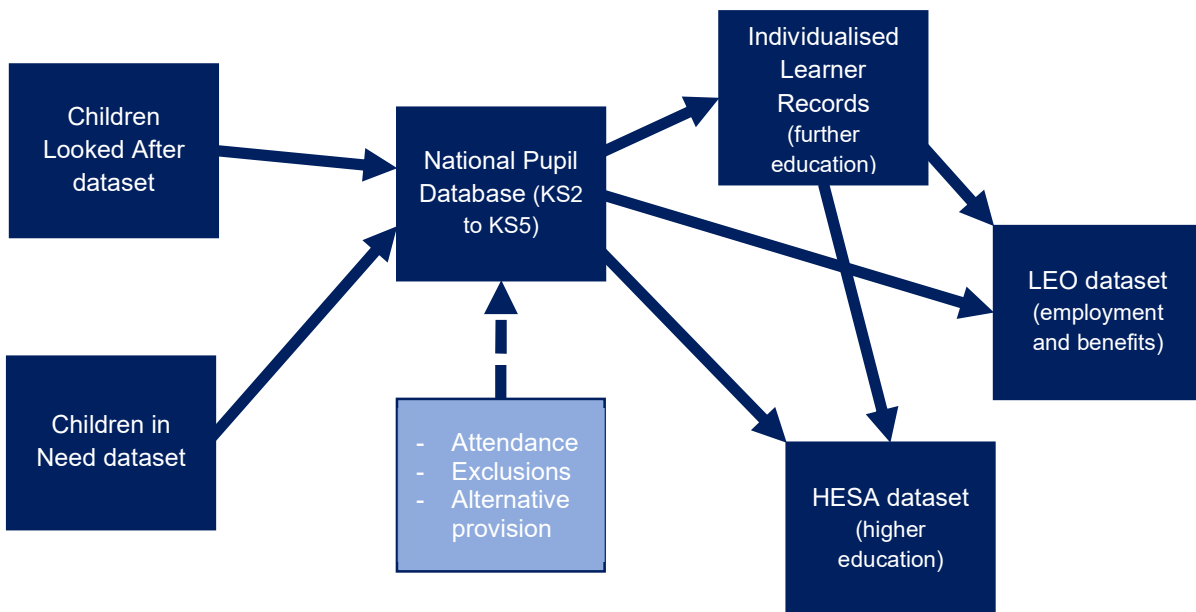 Children
Looked After
dataset
Children in
Need dataset
National Pupil
Database (KS2
to KS5)
- Attendance
- Exclusions
- Alternative
provision
Individualised
Learner
Records
(further
education)
LEO dataset
(employment
and benefits)
HESA dataset
(higher
education)